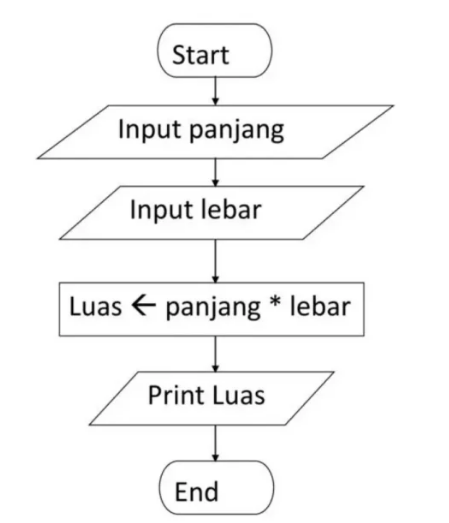 Start
Input panjang
Input lebar
Luas ← panjang * lebar
Print Luas
End